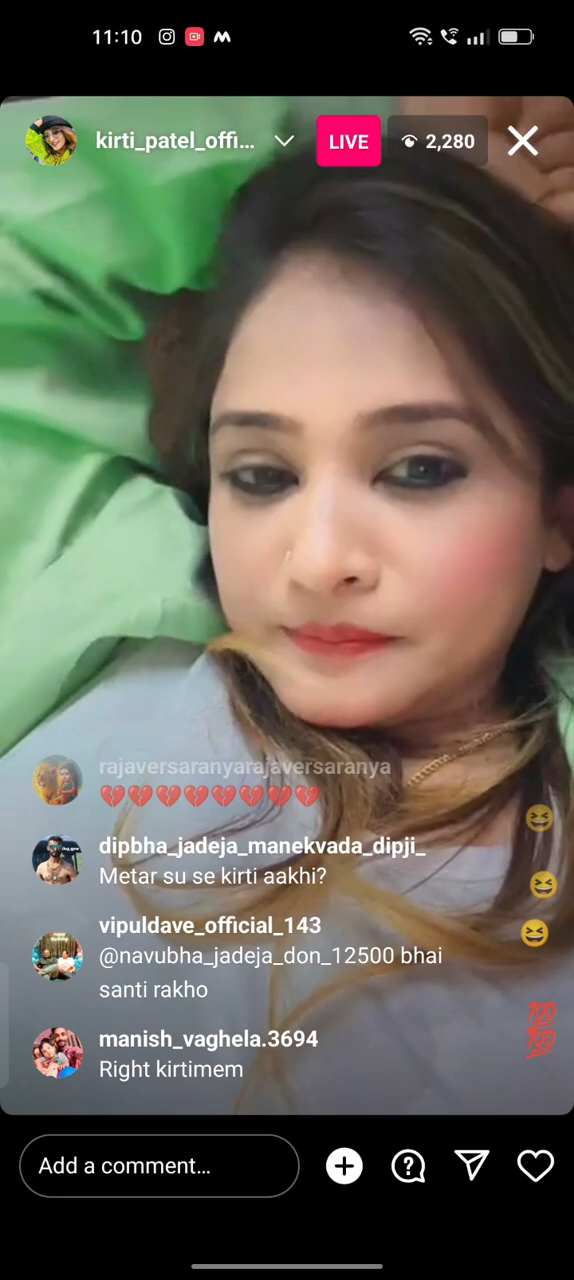 11:10
kirti_patel_offi...
LIVE
2,280
rajaversaranyarajaversaranya
💔💔💔💔💔💔💔💔
dipbha_jadeja_manekvada_dipji_
Metar su se kirti aakhi?
vipuldave_official_143
@navubha_jadeja_don_12500 bhai
santi rakho
manish_vaghela.3694
Right kirtimem
💯
💯
Add a comment...